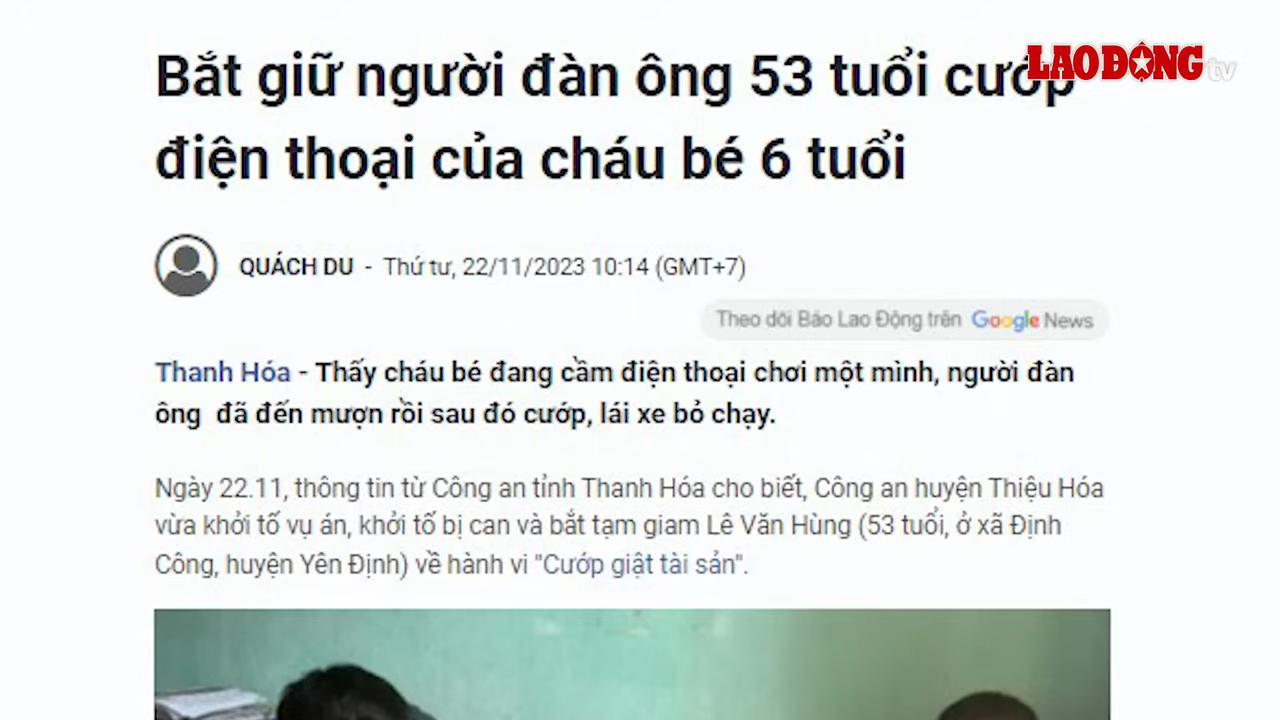 Bắt giữ người đàn ông 53 tuổi cướp
LAO ĐỘNG tv
điện thoại của cháu bé 6 tuổi
QUÁCH DU - Thứ tư, 22/11/2023 10:14 (GMT+7)
Theo dõi Báo Lao Động trên Google News
Thanh Hóa - Thấy cháu bé đang cầm điện thoại chơi một mình, người đàn
ông đã đến mượn rồi sau đó cướp, lái xe bỏ chạy.
Ngày 22.11, thông tin từ Công an tỉnh Thanh Hóa cho biết, Công an huyện Thiệu Hóa
vừa khởi tố vụ án, khởi tố bị can và bắt tạm giam Lê Văn Hùng (53 tuổi, ở xã Định
Công, huyện Yên Định) về hành vi "Cướp giật tài sản".